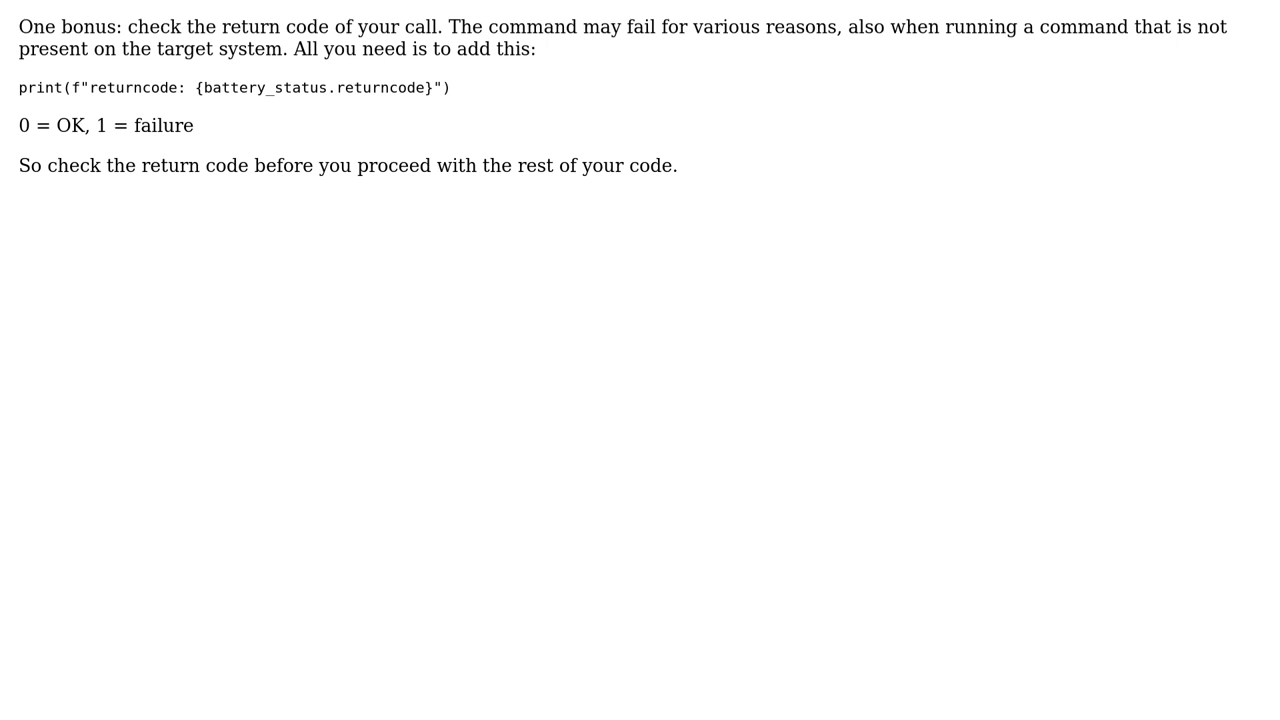 One bonus: check the return code of your call. The command may fail for various reasons, also when running a command that is not
present on the target system. All you need is to add this:
print(f"returncode: {battery_status.returncode}")
0 = OK, 1 = failure
So check the return code before you proceed with the rest of your code.